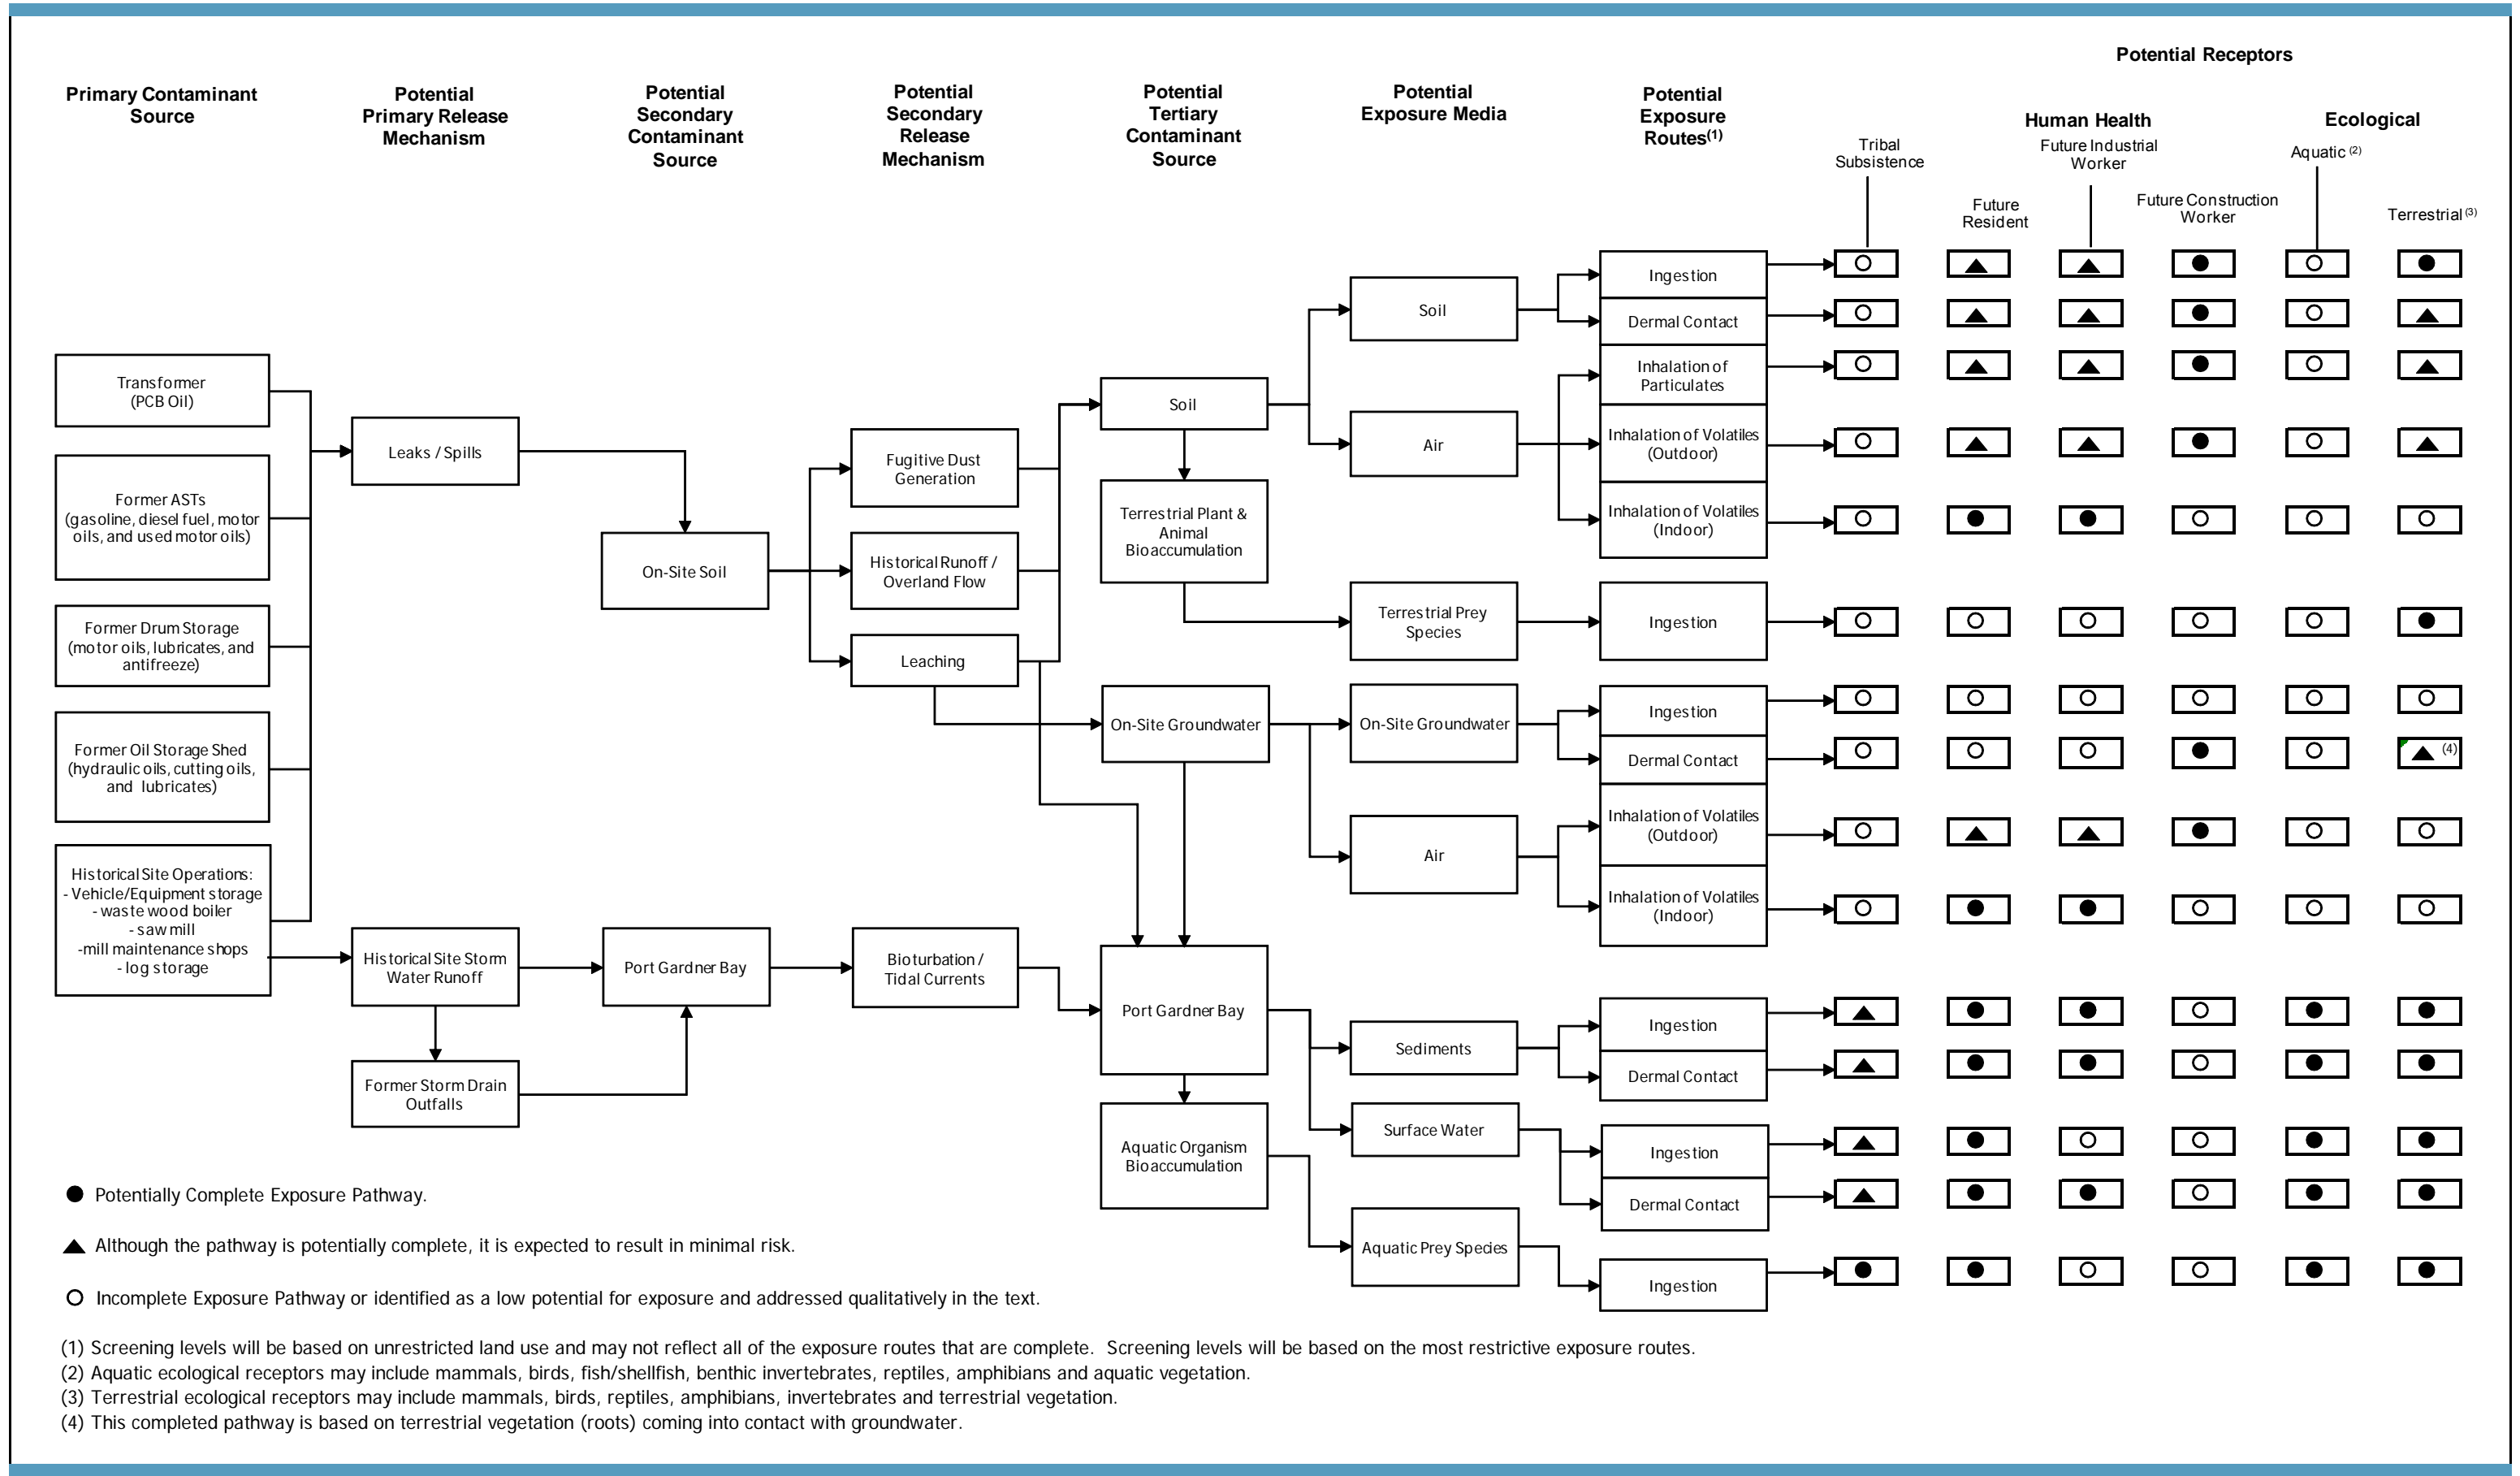 Potential Receptors
Primary Contaminant
Source
Potential
Primary Release
Mechanism
Potential
Secondary
Contaminant
Source
Potential
Secondary
Release
Mechanism
Potential
Tertiary
Contaminant
Source
Potential
Exposure Media
Potential
Exposure
Routes(1)
Human Health
Ecological
Tribal
Subsistence
Future
Resident
Future Industrial
Worker
Future Construction
Worker
Aquatic (2)
Terrestrial (3)
Transformer
(PCB Oil)
Former ASTs
(gasoline, diesel fuel, motor
oils, and used motor oils)
Former Drum Storage
(motor oils, lubricates, and
antifreeze)
Former Oil Storage Shed
(hydraulic oils, cutting oils,
and lubricates)
Historical Site Operations:
- Vehicle/Equipment storage
- waste wood boiler
- saw mill
-mill maintenance shops
- log storage
Leaks / Spills
Historical Site Storm
Water Runoff
Former Storm Drain
Outfalls
On-Site Soil
Port Gardner Bay
Fugitive Dust
Generation
Historical Runoff /
Overland Flow
Leaching
Bioturbation /
Tidal Currents
Soil
Terrestrial Plant &
Animal
Bioaccumulation
On-Site Groundwater
Port Gardner Bay
Aquatic Organism
Bioaccumulation
Soil
Air
Terrestrial Prey
Species
On-Site Groundwater
Air
Sediments
Surface Water
Aquatic Prey Species
Ingestion
Dermal Contact
Inhalation of
Particulates
Inhalation of Volatiles
(Outdoor)
Inhalation of Volatiles
(Indoor)
Ingestion
Ingestion
Dermal Contact
(4)
Inhalation of Volatiles
(Outdoor)
Inhalation of Volatiles
(Indoor)
Ingestion
Dermal Contact
Ingestion
Dermal Contact
Ingestion
Potentially Complete Exposure Pathway.
Although the pathway is potentially complete, it is expected to result in minimal risk.
Incomplete Exposure Pathway or identified as a low potential for exposure and addressed qualitatively in the text.
(1) Screening levels will be based on unrestricted land use and may not reflect all of the exposure routes that are complete. Screening levels will be based on the most restrictive exposure routes.
(2) Aquatic ecological receptors may include mammals, birds, fish/shellfish, benthic invertebrates, reptiles, amphibians and aquatic vegetation.
(3) Terrestrial ecological receptors may include mammals, birds, reptiles, amphibians, invertebrates and terrestrial vegetation.
(4) This completed pathway is based on terrestrial vegetation (roots) coming into contact with groundwater.